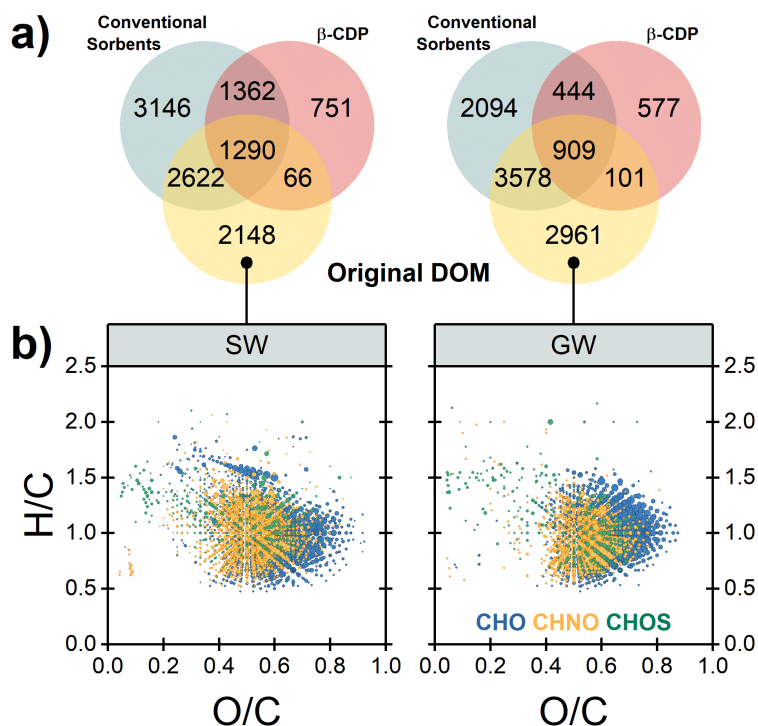 a)
Conventional
Sorbents
β-CDP
3146
1362
751
1290
2622
66
2148
Conventional
Sorbents
β-CDP
2094
444
577
909
3578
101
2961
Original DOM
b)
SW
GW
2.5
2.0
1.5
1.0
0.5
0.0
H/C
2.5
2.0
1.5
1.0
0.5
0.0
CHO CHNO CHOS
0.0 0.2 0.4 0.6 0.8 1.0
0.0 0.2 0.4 0.6 0.8 1.0
O/C
O/C